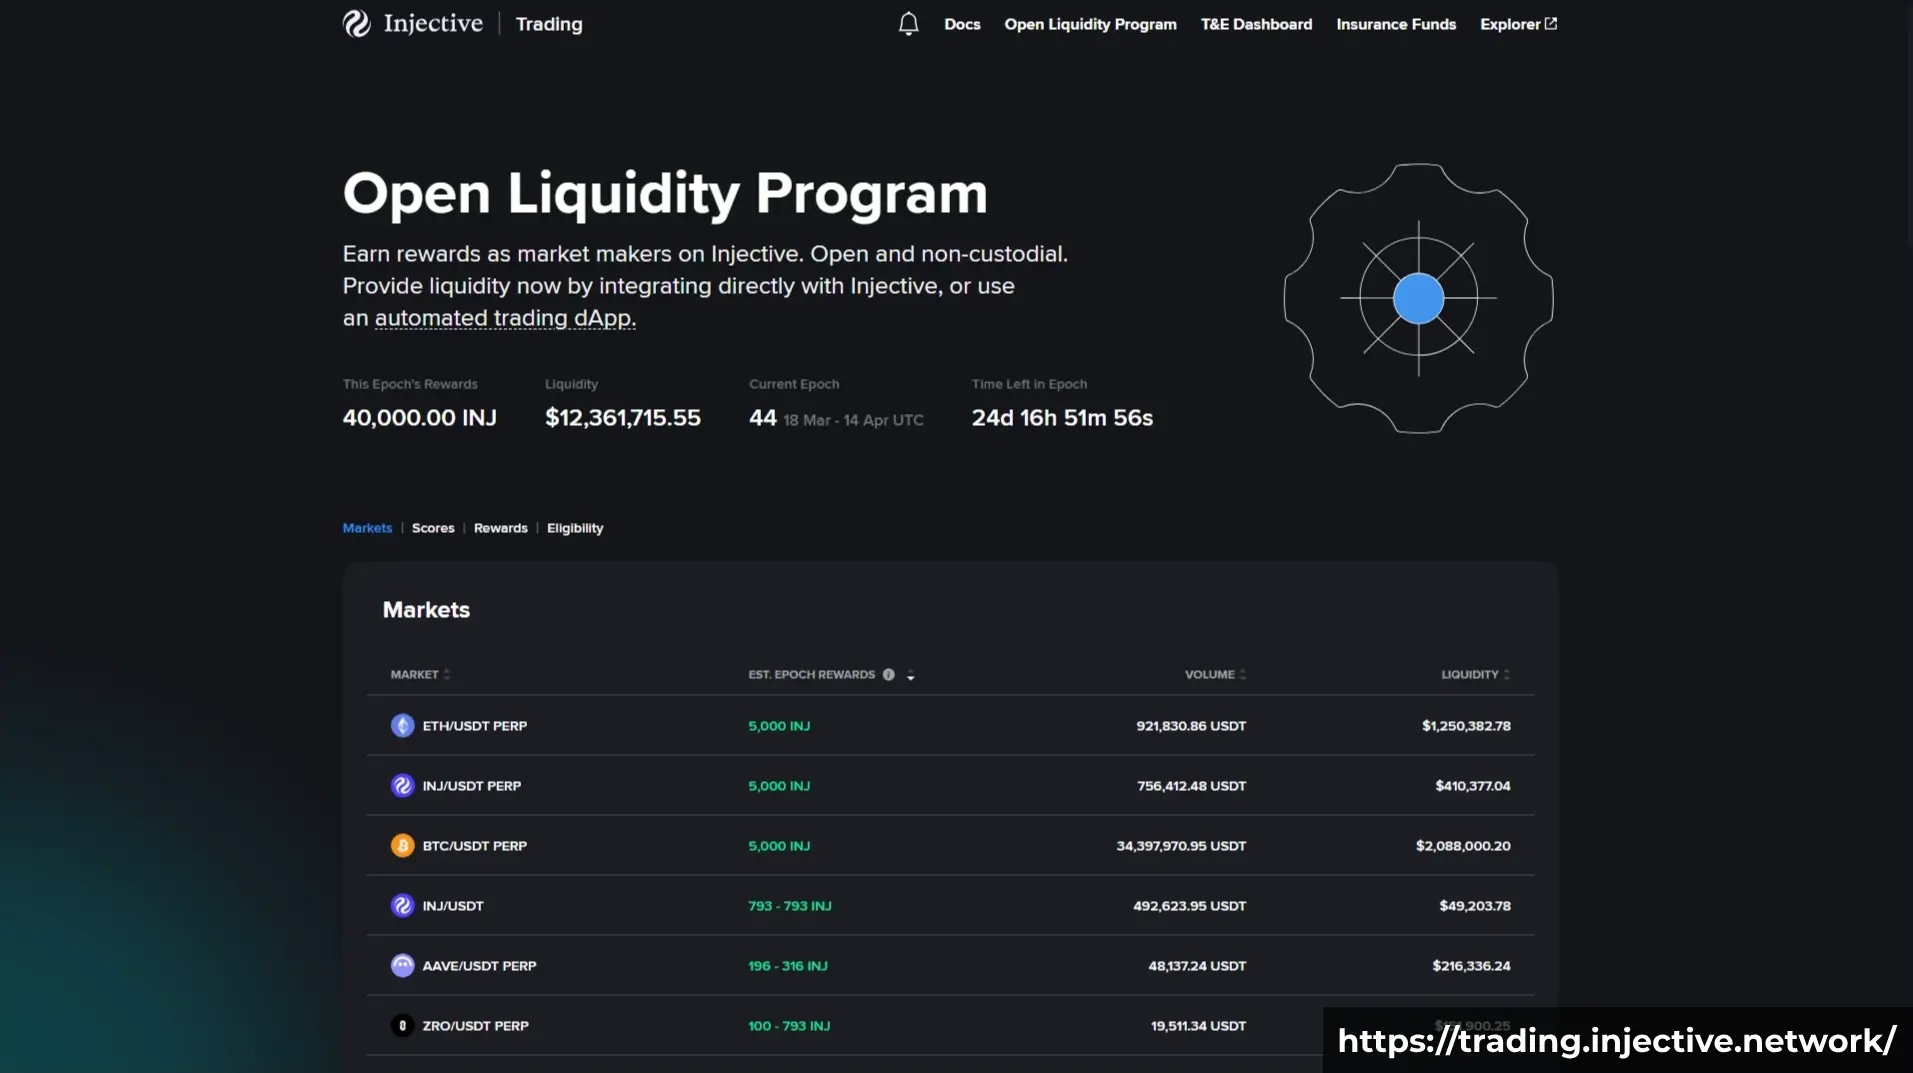 Injective | Trading
Docs Open Liquidity Program T&E Dashboard Insurance Funds Explorer
Open Liquidity Program
Earn rewards as market makers on Injective. Open and non-custodial.
Provide liquidity now by integrating directly with Injective, or use
an automated trading dApp.
This Epoch's Rewards Liquidity Current Epoch Time Left in Epoch
40,000.00 INJ $12,361,715.55 44 18 Mar - 14 Apr UTC 24d 16h 51m 56s
Markets | Scores | Rewards | Eligibility
Markets
MARKET EST. EPOCH REWARDS VOLUME LIQUIDITY
ETH/USDT PERP 5,000 INJ 921,830.86 USDT $1,250,382.78
INJ/USDT PERP 5,000 INJ 756,412.48 USDT $410,377.04
BTC/USDT PERP 5,000 INJ 34,397,970.95 USDT $2,088,000.20
INJ/USDT 793 - 793 INJ 492,623.95 USDT $49,203.78
AAVE/USDT PERP 196 - 316 INJ 48,137.24 USDT $216,336.24
ZRO/USDT PERP 100 - 793 INJ 19,511.34 USDT
https://trading.injective.network/